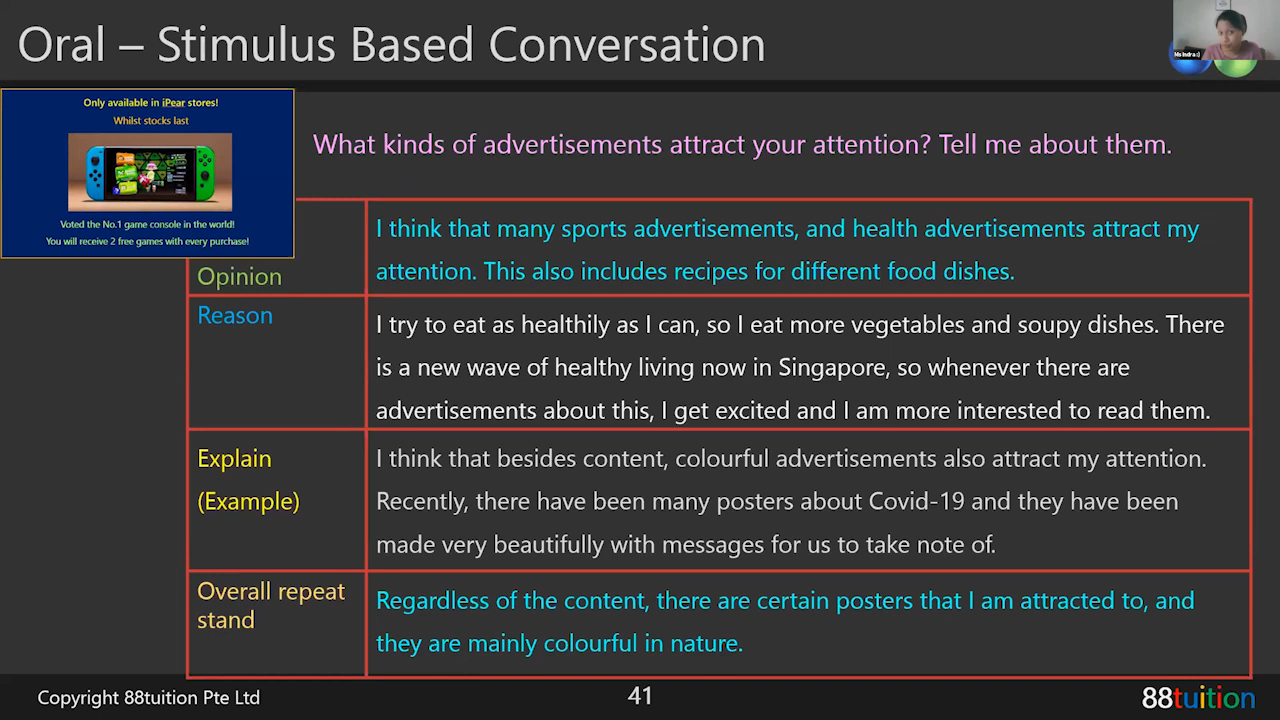 Oral – Stimulus Based Conversation
Only available in iPear stores!
Whilst stocks last
Voted the No.1 game console in the world!
You will receive 2 free games with every purchase!
What kinds of advertisements attract your attention? Tell me about them.
Opinion
I think that many sports advertisements, and health advertisements attract my
attention. This also includes recipes for different food dishes.
Reason
I try to eat as healthily as I can, so I eat more vegetables and soupy dishes. There
is a new wave of healthy living now in Singapore, so whenever there are
advertisements about this, I get excited and I am more interested to read them.
Explain
(Example)
I think that besides content, colourful advertisements also attract my attention.
Recently, there have been many posters about Covid-19 and they have been
made very beautifully with messages for us to take note of.
Overall repeat
stand
Regardless of the content, there are certain posters that I am attracted to, and
they are mainly colourful in nature.
Copyright 88tuition Pte Ltd
41
88tuition